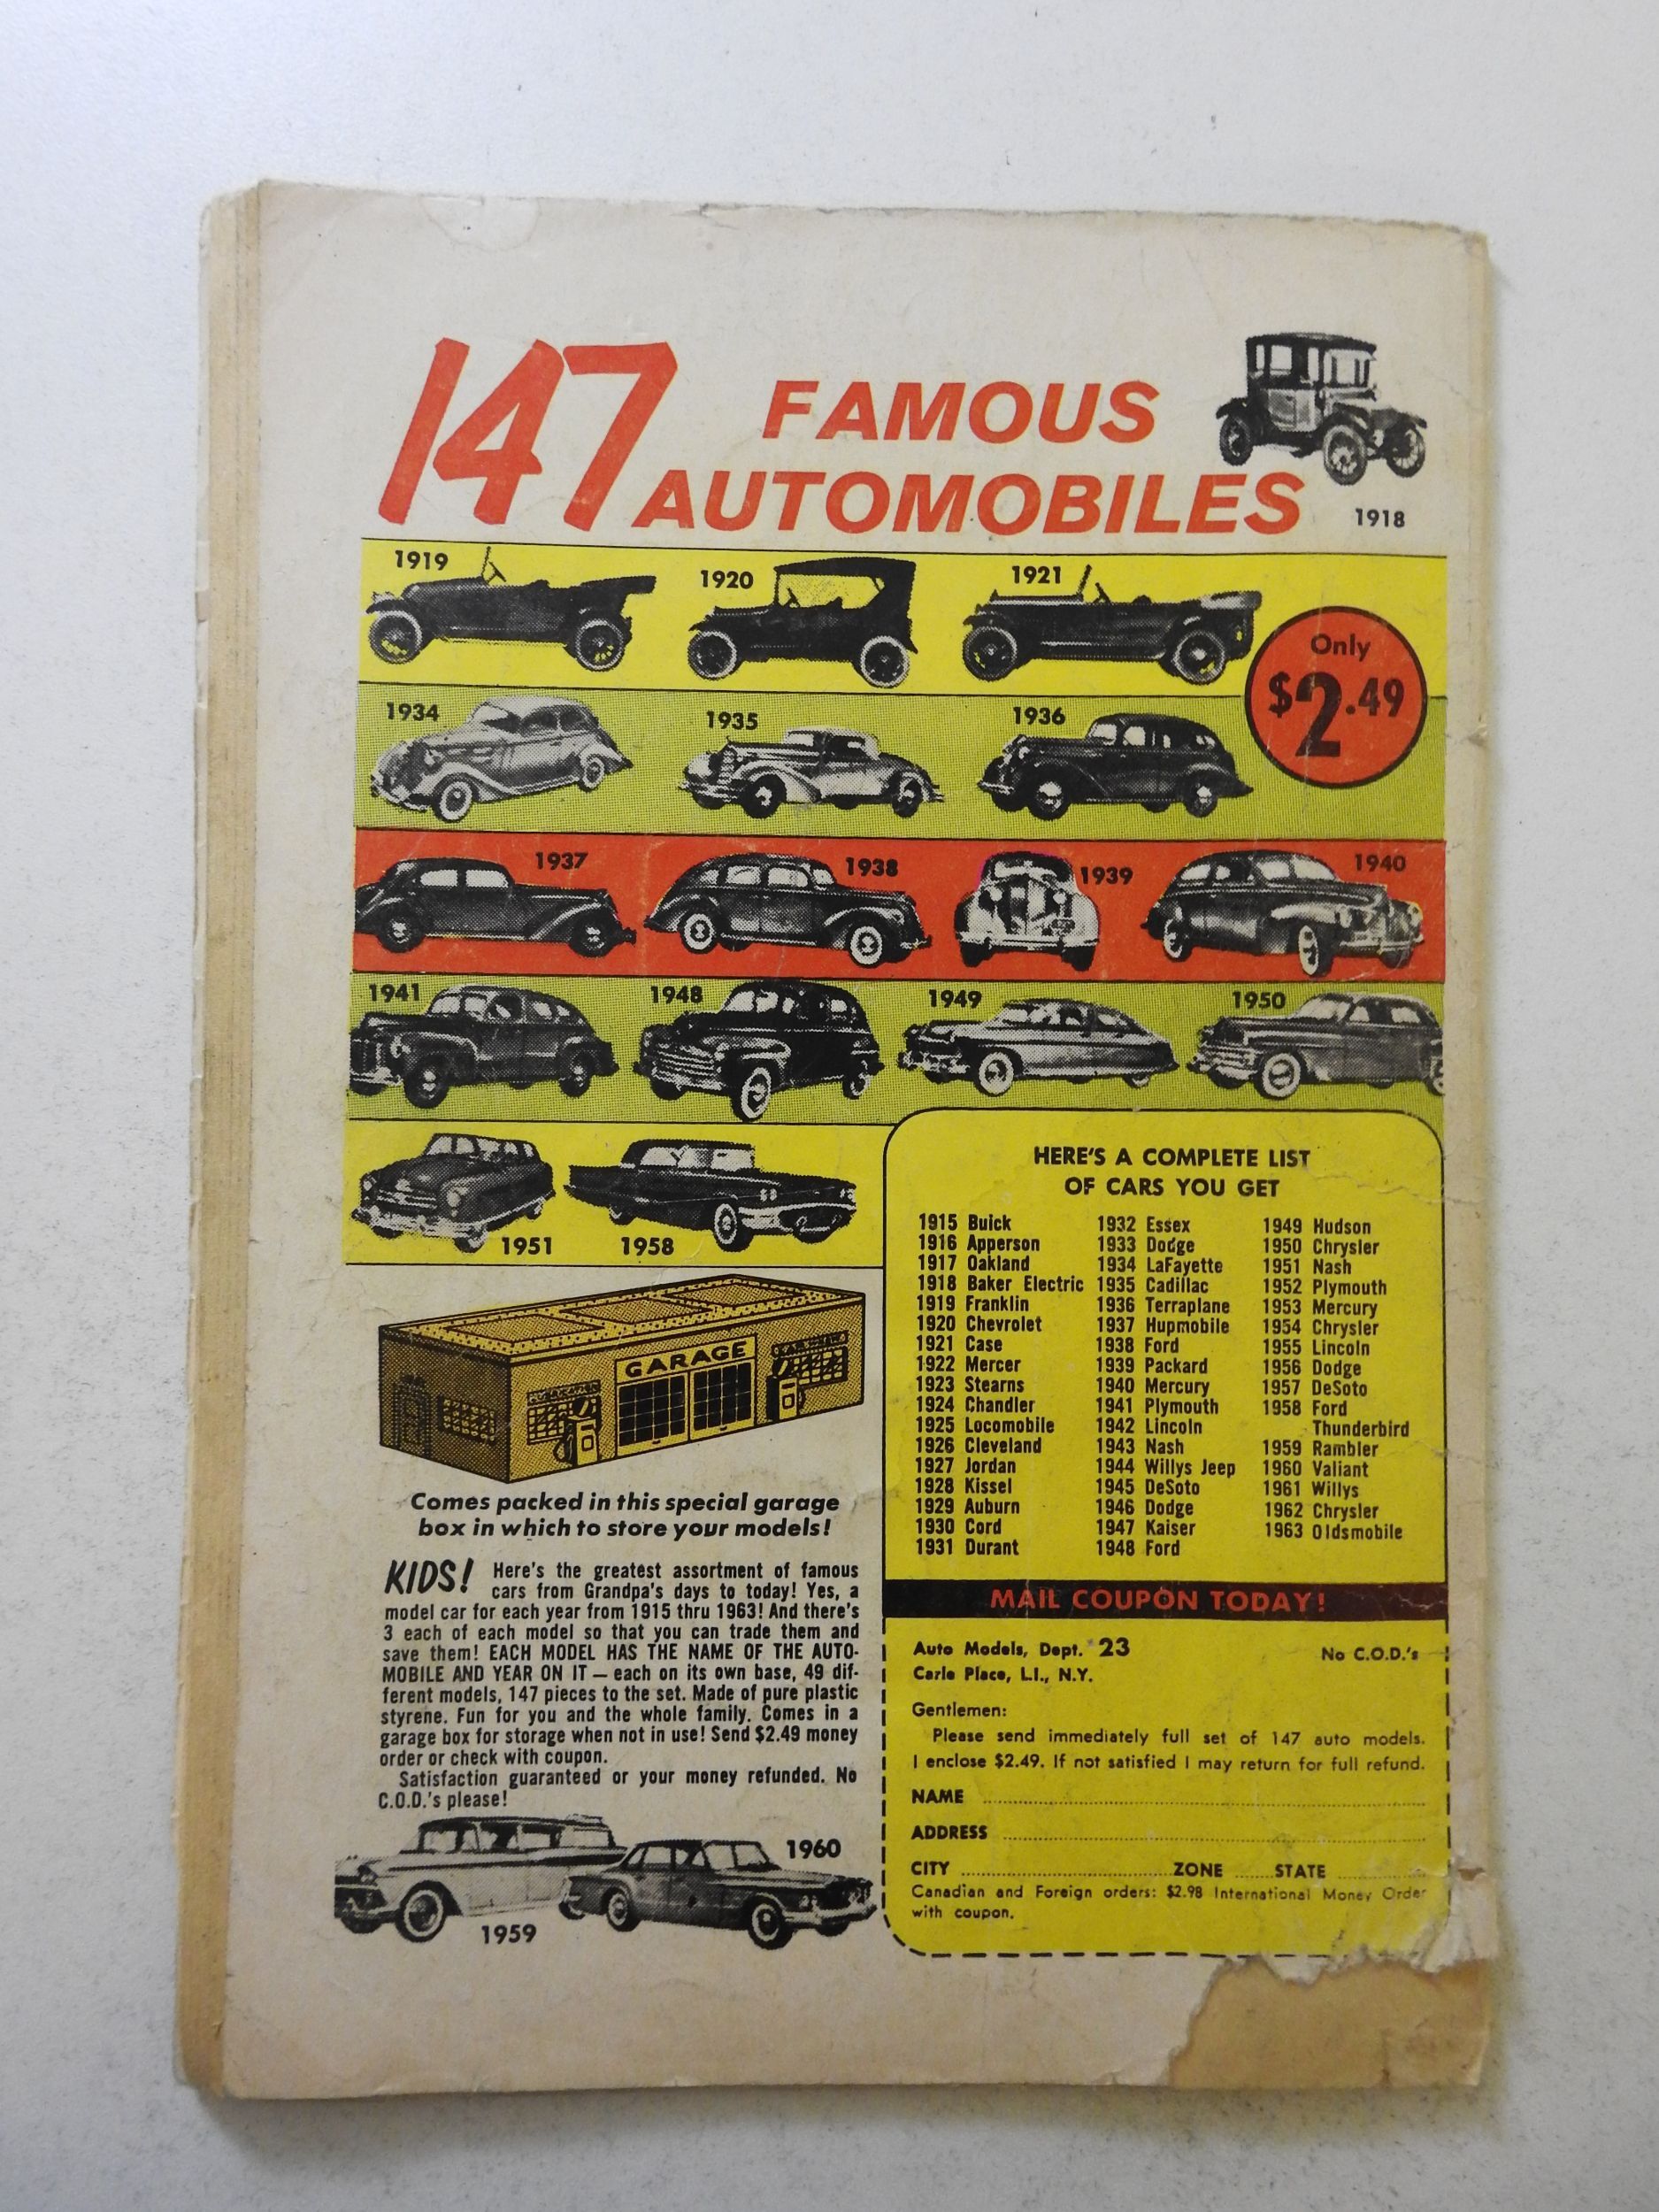 147 FAMOUS
AUTOMOBILES
1918
1919
1920
1921
Only
$2.49
1934
1935
1936
1937
1938
1939
1940
1941
1948
1949
1950
1951
1958
GARAGE
LUBRICATION
CAR WASH
Comes packed in this special garage
box in which to store your models!
KIDS! Here's the greatest assortment of famous
cars from Grandpa's days to today! Yes, a
model car for each year from 1915 thru 1963! And there's
3 each of each model so that you can trade them and
save them! EACH MODEL HAS THE NAME OF THE AUTO-
MOBILE AND YEAR ON IT — each on its own base, 49 dif-
ferent models, 147 pieces to the set. Made of pure plastic
styrene. Fun for you and the whole family. Comes in a
garage box for storage when not in use! Send $2.49 money
order or check with coupon.
Satisfaction guaranteed or your money refunded. No
C.O.D.'s please!
1959
1960
HERE'S A COMPLETE LIST
OF CARS YOU GET
1915 Buick
1916 Apperson
1917 Oakland
1918 Baker Electric
1919 Franklin
1920 Chevrolet
1921 Case
1922 Mercer
1923 Stearns
1924 Chandler
1925 Locomobile
1926 Cleveland
1927 Jordan
1928 Kissel
1929 Auburn
1930 Cord
1931 Durant
1932 Essex
1933 Dodge
1934 LaFayette
1935 Cadillac
1936 Terraplane
1937 Hupmobile
1938 Ford
1939 Packard
1940 Mercury
1941 Plymouth
1942 Lincoln
1943 Nash
1944 Willys Jeep
1945 DeSoto
1946 Dodge
1947 Kaiser
1948 Ford
1949 Hudson
1950 Chrysler
1951 Nash
1952 Plymouth
1953 Mercury
1954 Chrysler
1955 Lincoln
1956 Dodge
1957 DeSoto
1958 Ford
Thunderbird
1959 Rambler
1960 Valiant
1961 Willys
1962 Chrysler
1963 Oldsmobile
MAIL COUPON TODAY!
Auto Models, Dept. 23 No C.O.D.'s
Carle Place, L.I., N.Y.
Gentlemen:
Please send immediately full set of 147 auto models.
I enclose $2.49. If not satisfied I may return for full refund.
NAME
ADDRESS
CITY ZONE STATE
Canadian and Foreign orders: $2.98 International Money Order
with coupon.